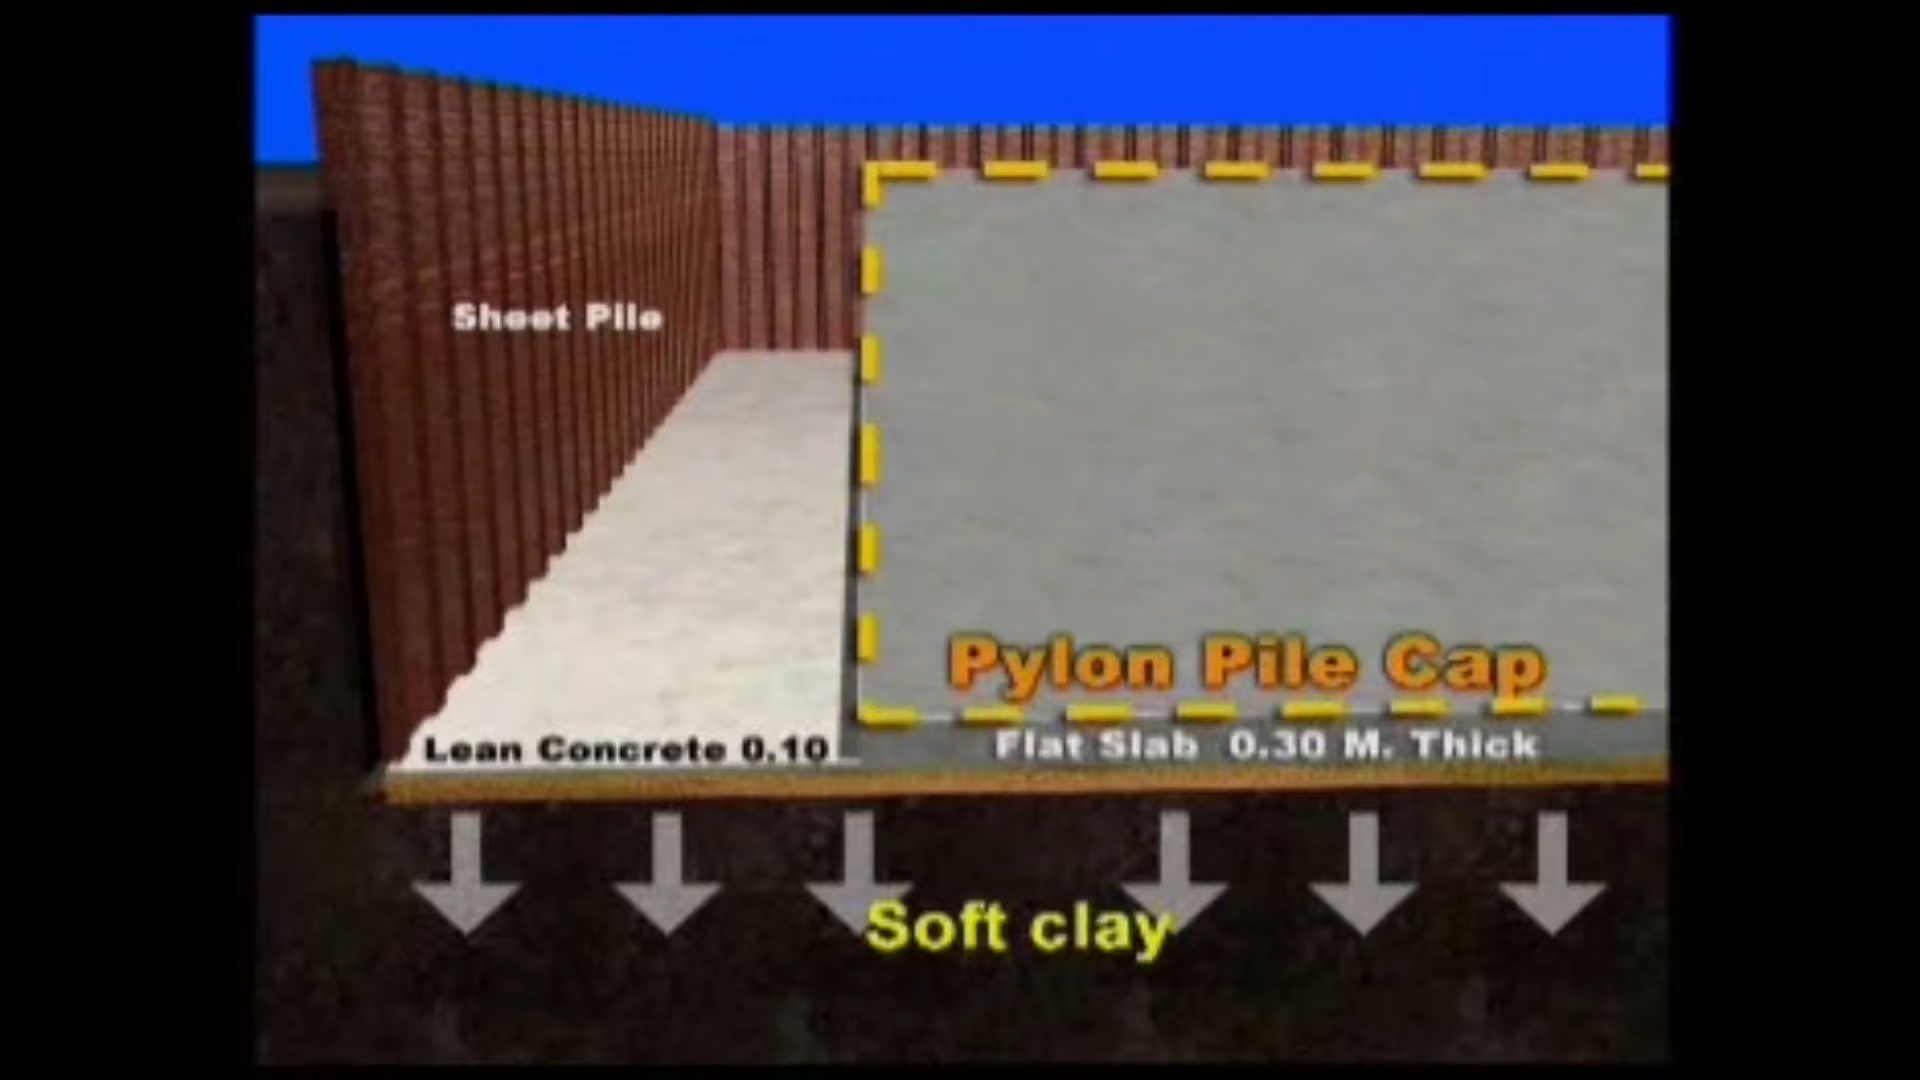 Sheet Pile
Pylon Pile Cap
Lean Concrete 0.10
Flat Slab 0.30 M. Thick
Soft clay